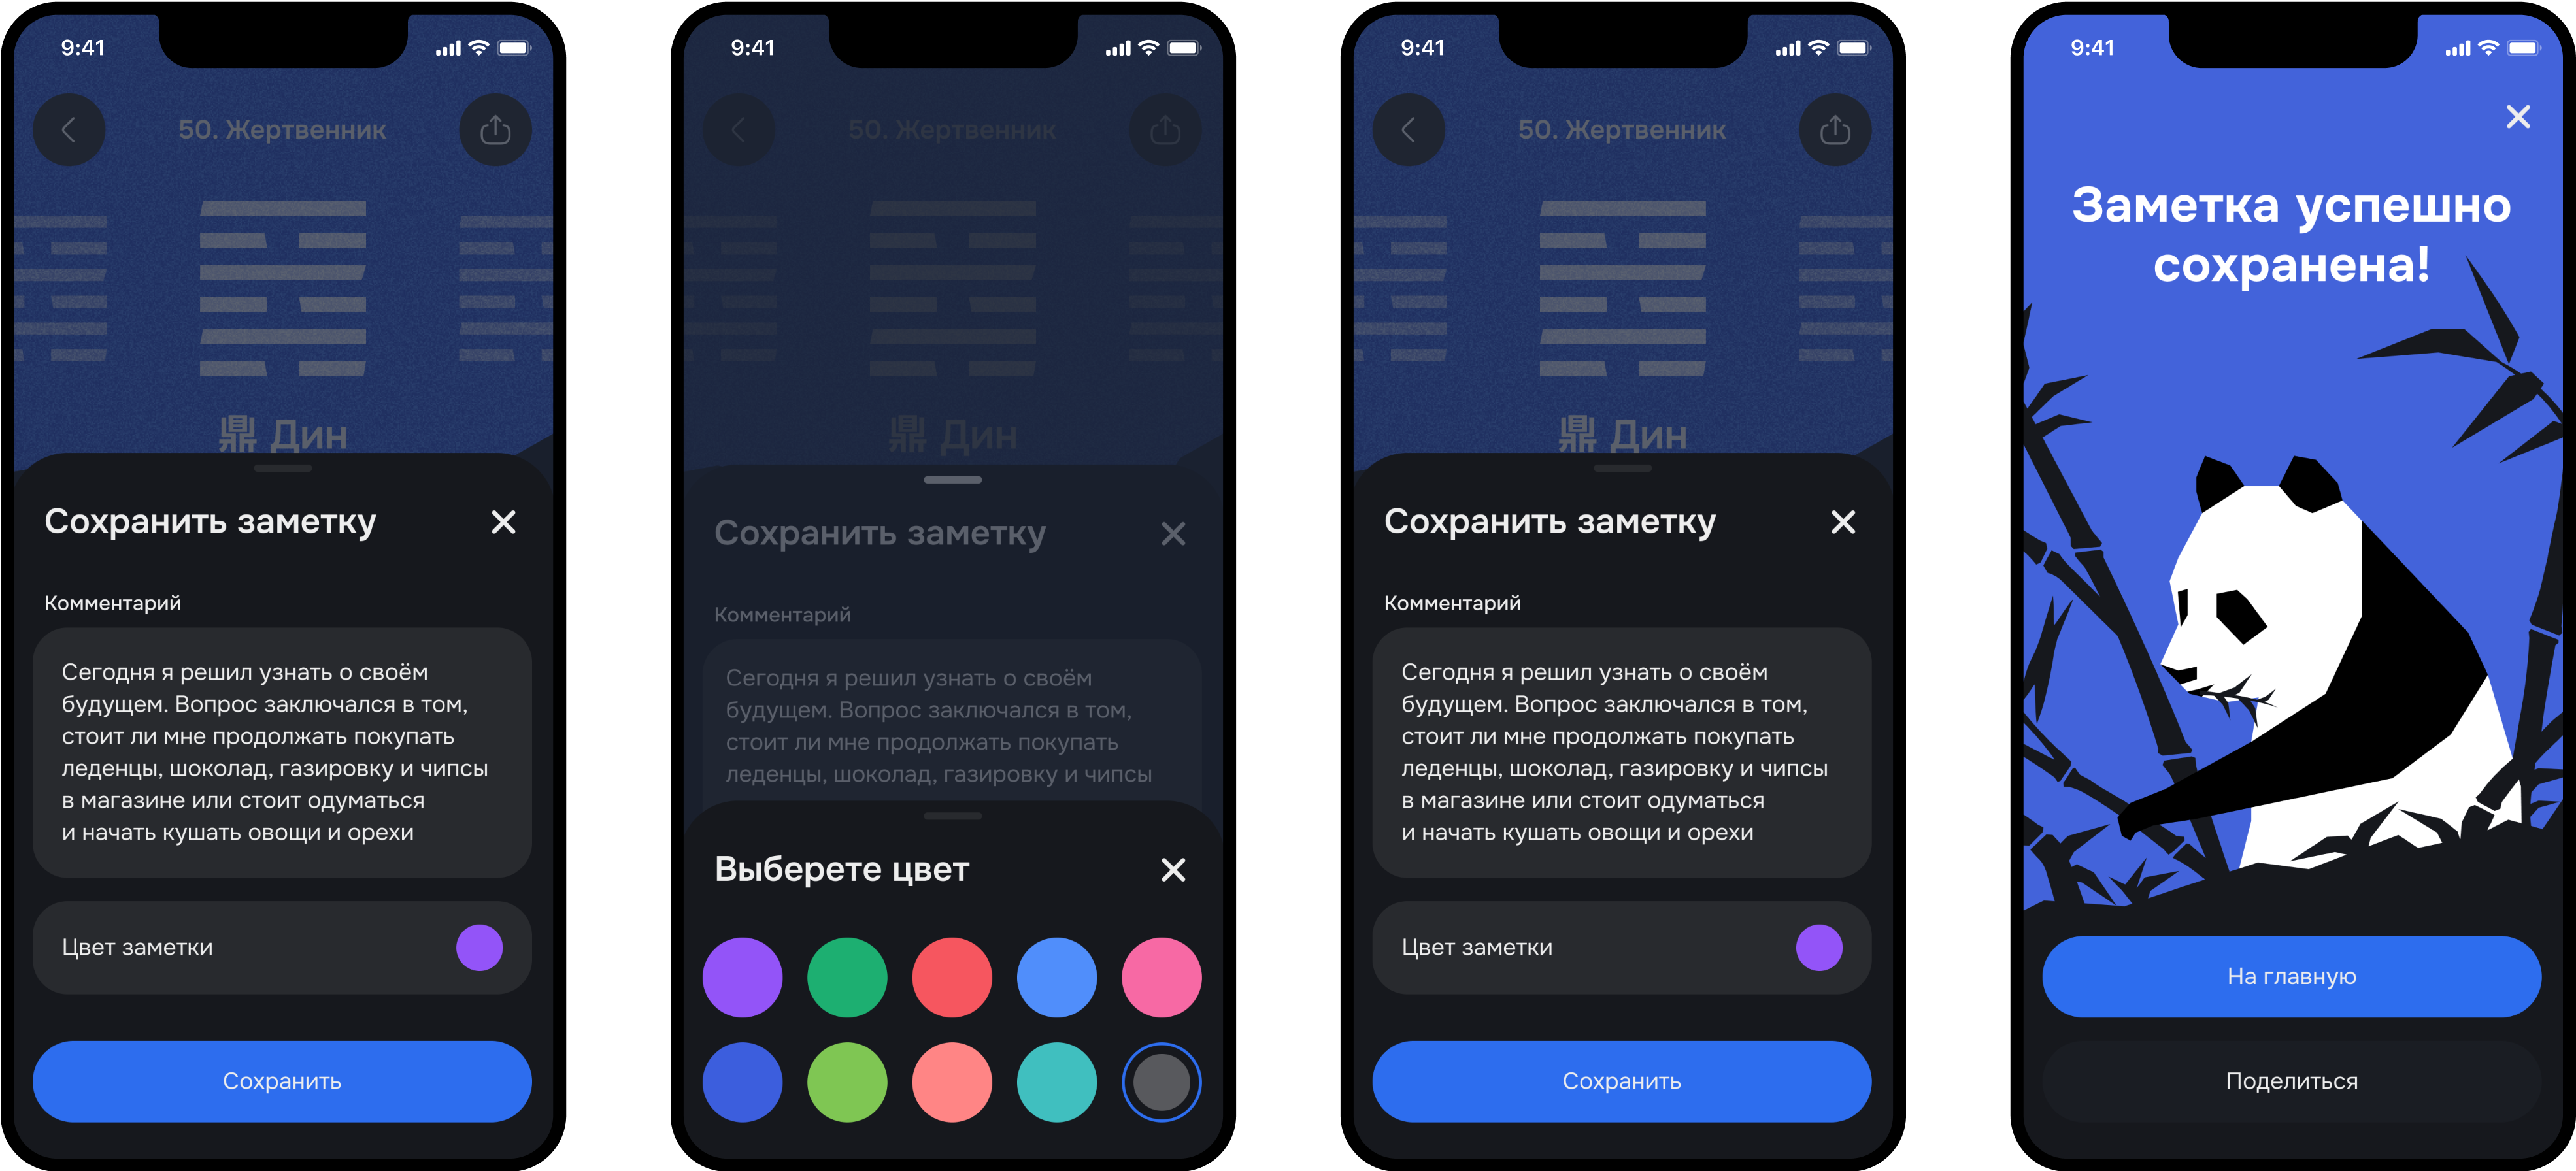 9:41
50. Жертвенник
鼎 Дин
Сохранить заметку
Комментарий
Сегодня я решил узнать о своём
будущем. Вопрос заключался в том,
стоит ли мне продолжать покупать
леденцы, шоколад, газировку и чипсы
в магазине или стоит одуматься
и начать кушать овощи и орехи
Цвет заметки
Сохранить
9:41
50. Жертвенник
鼎 Дин
Сохранить заметку
Комментарий
Сегодня я решил узнать о своём
будущем. Вопрос заключался в том,
стоит ли мне продолжать покупать
леденцы, шоколад, газировку и чипсы
Выберете цвет
9:41
50. Жертвенник
鼎 Дин
Сохранить заметку
Комментарий
Сегодня я решил узнать о своём
будущем. Вопрос заключался в том,
стоит ли мне продолжать покупать
леденцы, шоколад, газировку и чипсы
в магазине или стоит одуматься
и начать кушать овощи и орехи
Цвет заметки
Сохранить
9:41
Заметка успешно
сохранена!
На главную
Поделиться